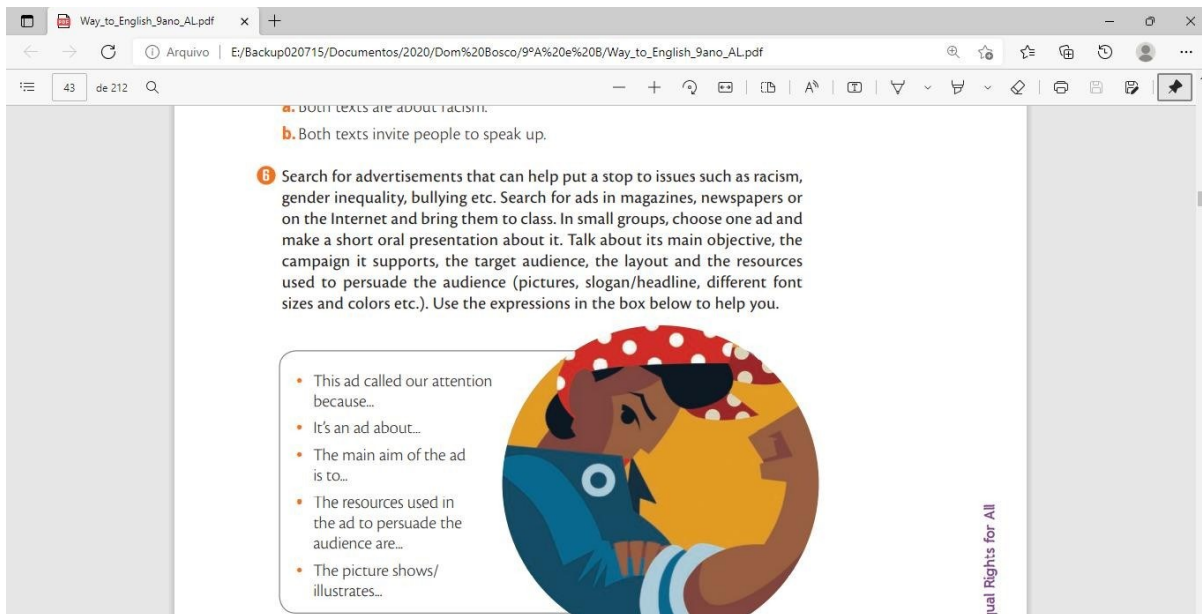 Way_to_English_9ano_AL.pdf
Arquivo
E:/Backup020715/Documentos/2020/Dom%20Bosco/9°A%20e%20B/Way_to_English_9ano_AL.pdf
43 de 212
a. Both texts are about racism.
b. Both texts invite people to speak up.
6 Search for advertisements that can help put a stop to issues such as racism,
gender inequality, bullying etc. Search for ads in magazines, newspapers or
on the Internet and bring them to class. In small groups, choose one ad and
make a short oral presentation about it. Talk about its main objective, the
campaign it supports, the target audience, the layout and the resources
used to persuade the audience (pictures, slogan/headline, different font
sizes and colors etc.). Use the expressions in the box below to help you.
• This ad called our attention
because...
• It's an ad about...
• The main aim of the ad
is to...
• The resources used in
the ad to persuade the
audience are...
• The picture shows/
illustrates...
qual Rights for All